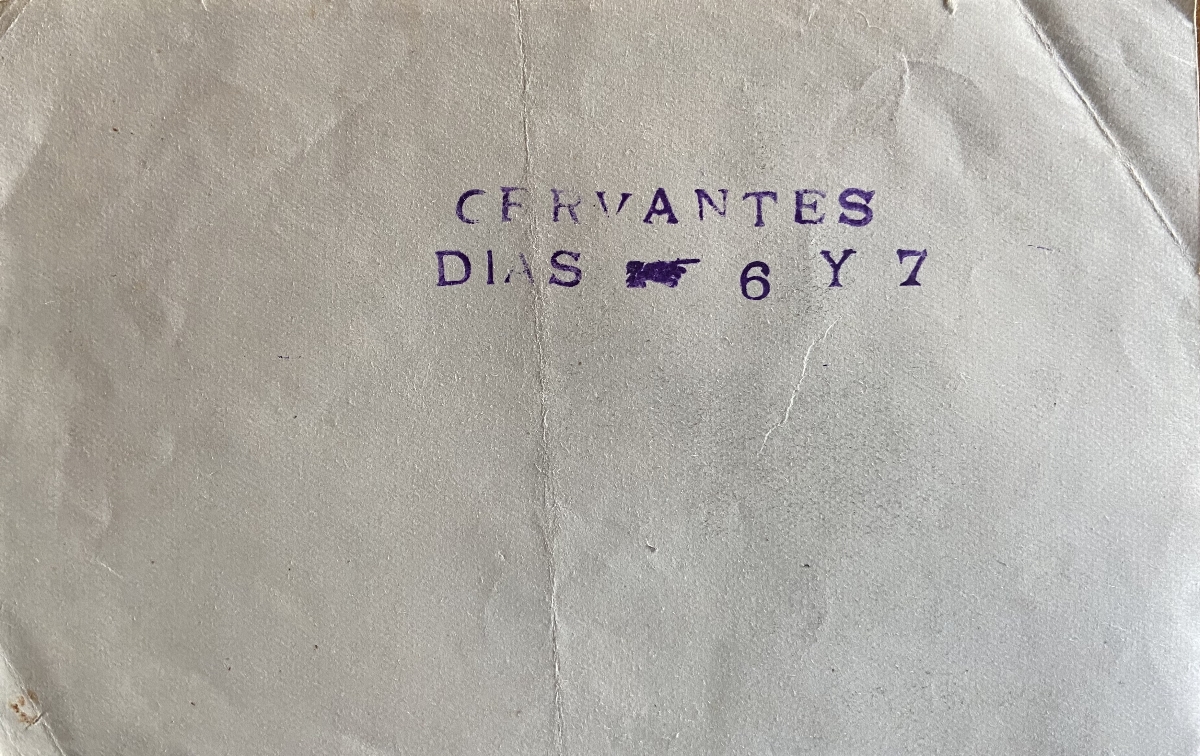 CERVANTES
DIAS ☛ 6 Y 7